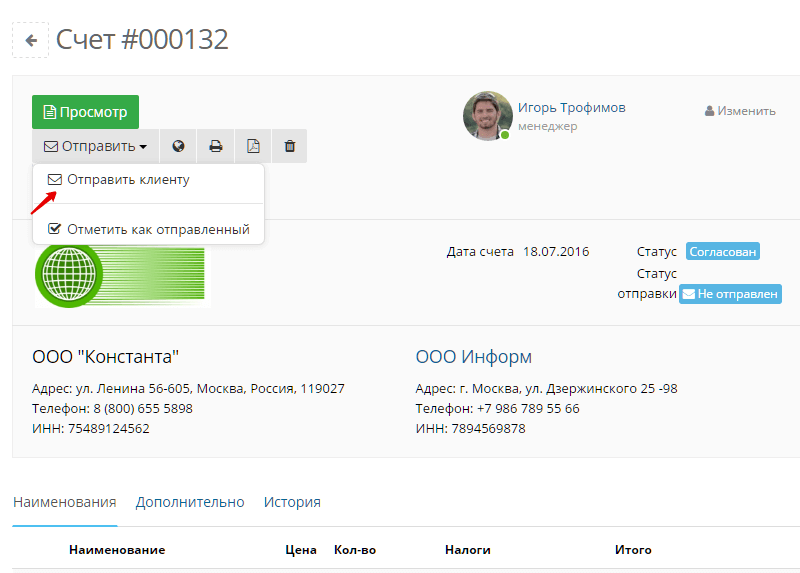 Счет #000132
Просмотр
Игорь Трофимов
менеджер
Изменить
Отправить
Отправить клиенту
Отметить как отправленный
Дата счета 18.07.2016
Статус Согласован
Статус
отправки Не отправлен
ООО "Константа"
Адрес: ул. Ленина 56-605, Москва, Россия, 119027
Телефон: 8 (800) 655 5898
ИНН: 75489124562
ООО Информ
Адрес: г. Москва, ул. Дзержинского 25 -98
Телефон: +7 986 789 55 66
ИНН: 7894569878
Наименования Дополнительно История
Наименование Цена Кол-во Налоги Итого